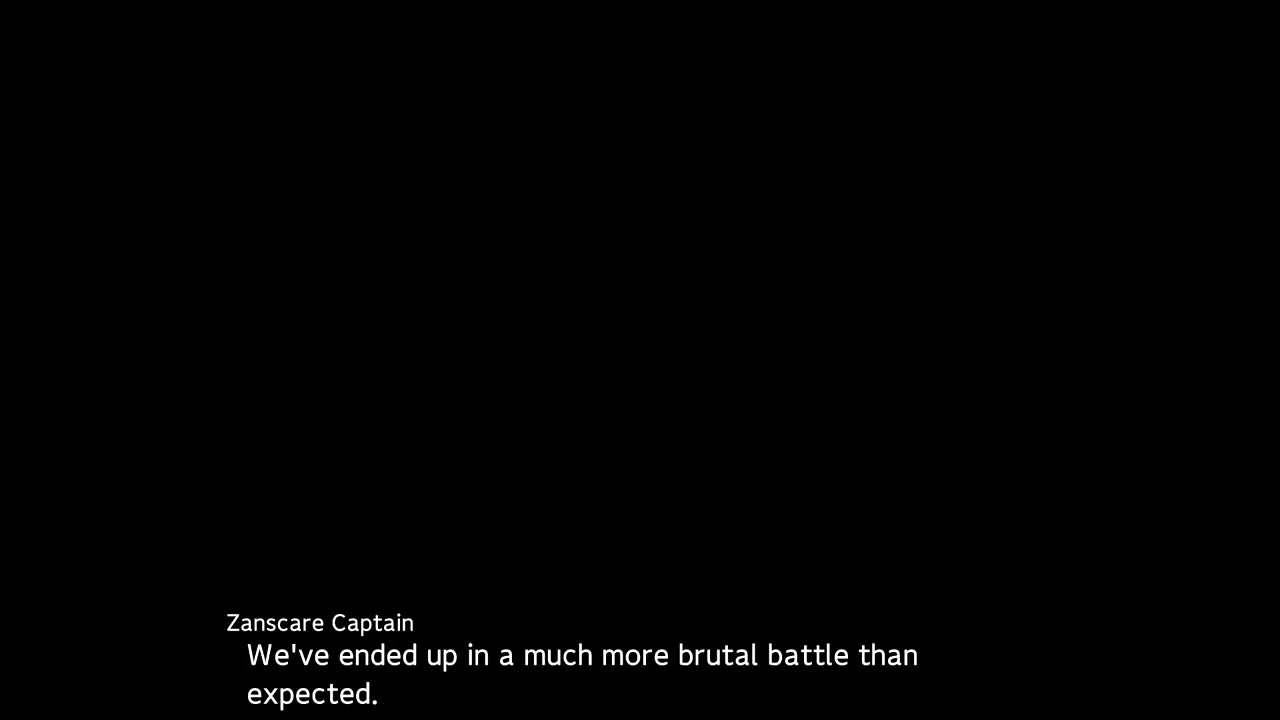 Zanscare Captain
We've ended up in a much more brutal battle than
expected.